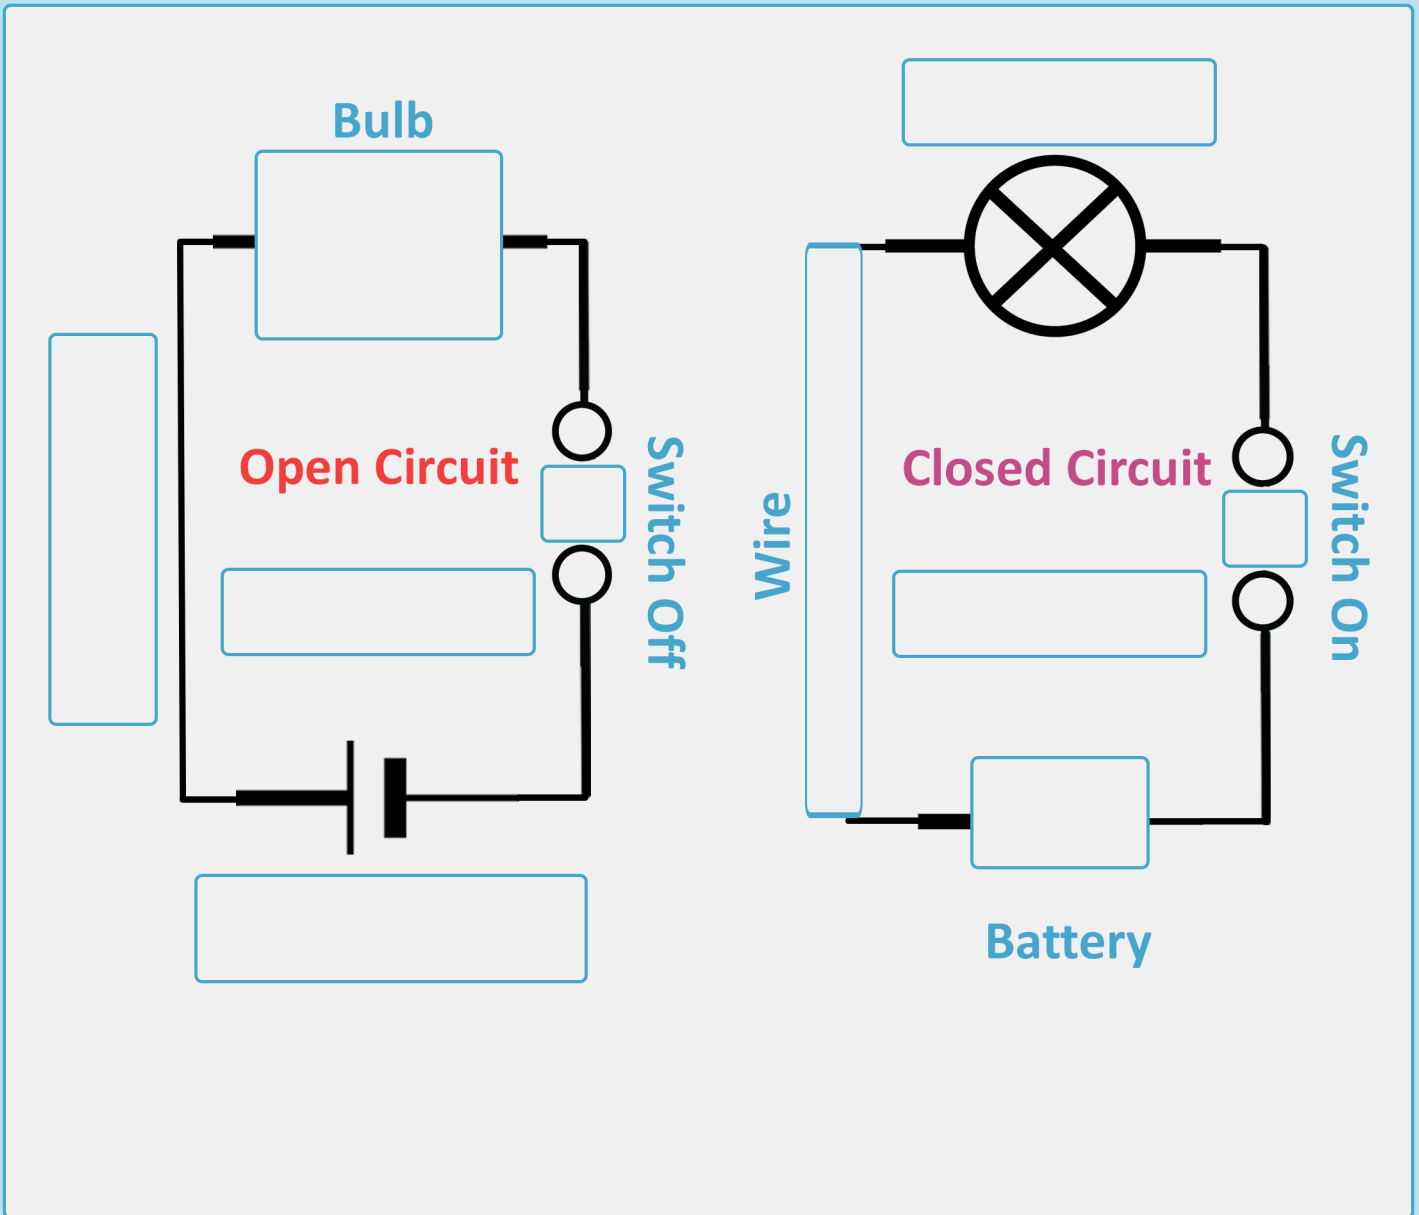 Bulb
Open Circuit
Switch Off
Wire
Closed Circuit
Switch On
Battery